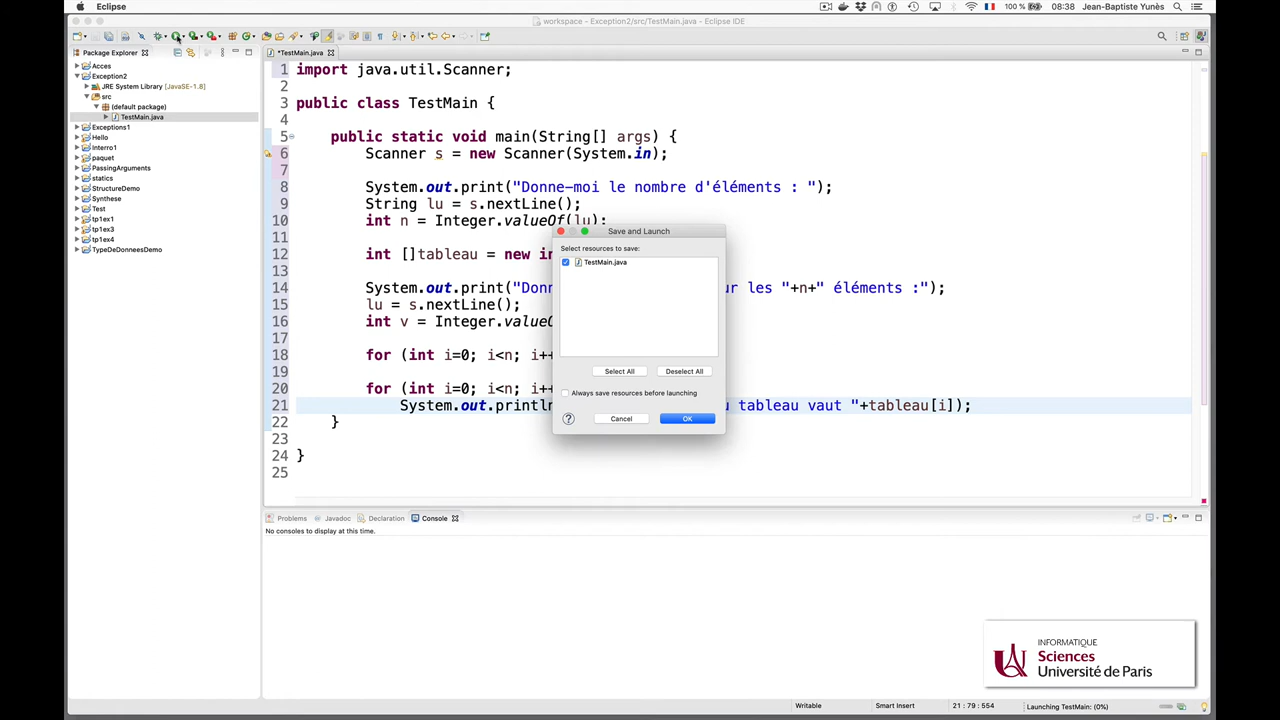 Eclipse
100 %
08:38
Jean-Baptiste Yunès
workspace - Exception2/src/TestMain.java - Eclipse IDE
Package Explorer
*TestMain.java
Acces
Exception2
JRE System Library [JavaSE-1.8]
src
(default package)
TestMain.java
Exceptions1
Hello
interro1
paquet
PassingArguments
statics
StructureDemo
Synthese
Test
tp1ex1
tp1ex3
tp1ex4
TypeDeDonneesDemo
1 import java.util.Scanner;
2
3 public class TestMain {
4
5 public static void main(String[] args) {
6 Scanner s = new Scanner(System.in);
7
8 System.out.print("Donne-moi le nombre d'éléments : ");
9 String lu = s.nextLine();
10 int n = Integer.valueOf(lu);
11
12 int []tableau = new in
13
14 System.out.print("Don ur les "+n+" éléments :");
15 lu = s.nextLine();
16 int v = Integer.valueO
17
18 for (int i=0; i<n; i++
19
20 for (int i=0; i<n; i++
21 System.out.println tableau vaut "+tableau[i]);
22 }
23
24 }
25
Save and Launch
Select resources to save:
TestMain.java
Select All
Deselect All
Always save resources before launching
?
Cancel
OK
Problems
Javadoc
Declaration
Console
No consoles to display at this time.
INFORMATIQUE
Sciences
Université de Paris
Writable
Smart Insert
21 : 79 : 554
Launching TestMain: (0%)